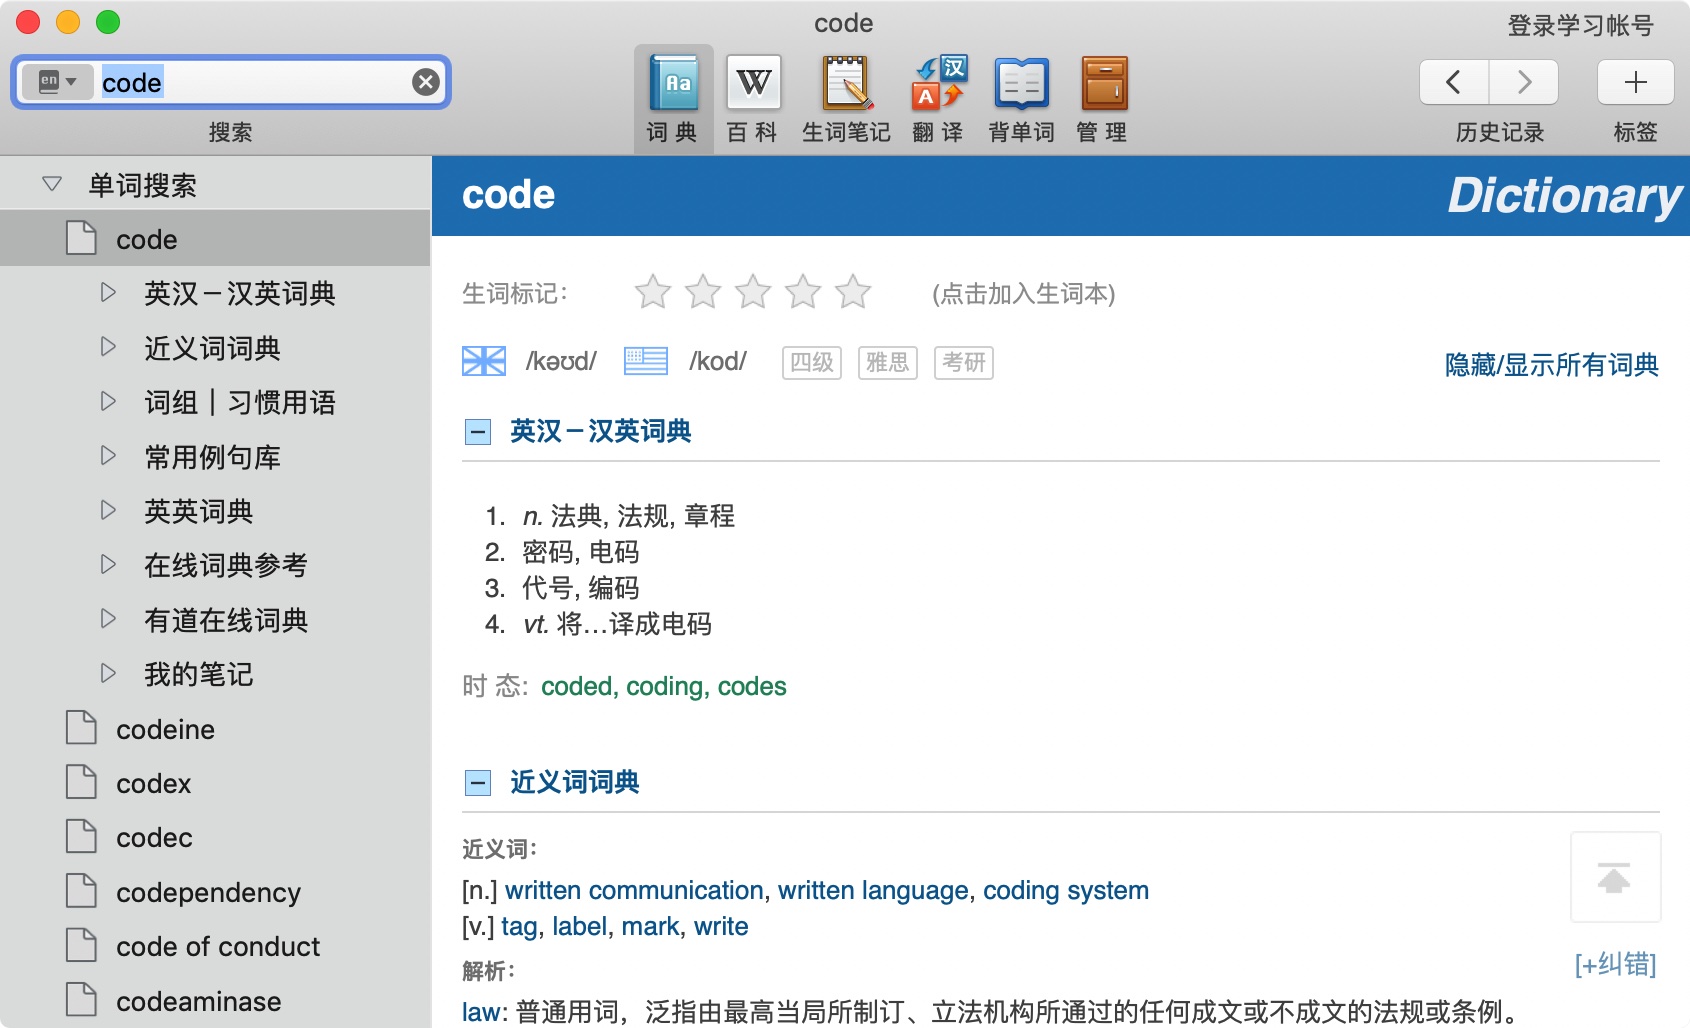 code
登录学习帐号
en
code
搜索
Aa
词 典
W
百 科
生词笔记
汉
A
翻 译
背单词
管 理
历史记录
标签
单词搜索
code
英汉－汉英词典
近义词词典
词组｜习惯用语
常用例句库
英英词典
在线词典参考
有道在线词典
我的笔记
codeine
codex
codec
codependency
code of conduct
codeaminase
code
Dictionary
生词标记：
(点击加入生词本)
/kəʊd/ /kod/ 四级 雅思 考研
隐藏/显示所有词典
英汉－汉英词典
1. n. 法典, 法规, 章程
2. 密码, 电码
3. 代号, 编码
4. vt. 将…译成电码
时 态: coded, coding, codes
近义词词典
近义词：
[n.] written communication, written language, coding system
[v.] tag, label, mark, write
解析：
[+纠错]
law: 普通用词，泛指由最高当局所制订、立法机构所通过的任何成文或不成文的法规或条例。